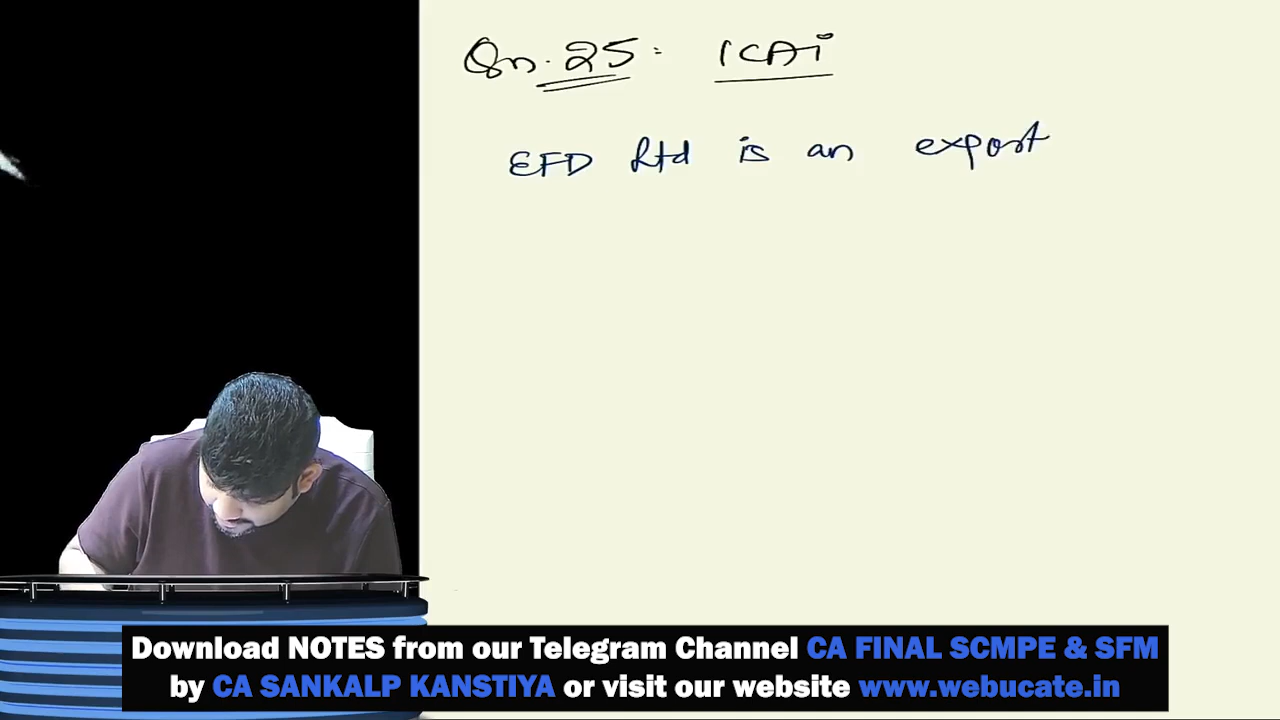 Qn. 25: ICAI
EFD Ltd is an export
Download NOTES from our Telegram Channel CA FINAL SCMPE & SFM
by CA SANKALP KANSTIYA or visit our website www.webucate.in